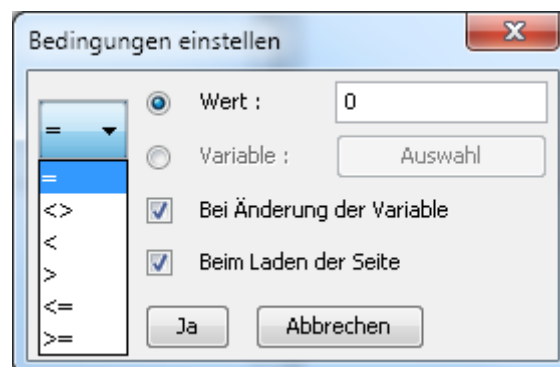 Bedingungen einstellen
=
Wert :
0
Variable :
Auswahl
=
<>
<
>
<=
>=
Bei Änderung der Variable
Beim Laden der Seite
Ja
Abbrechen